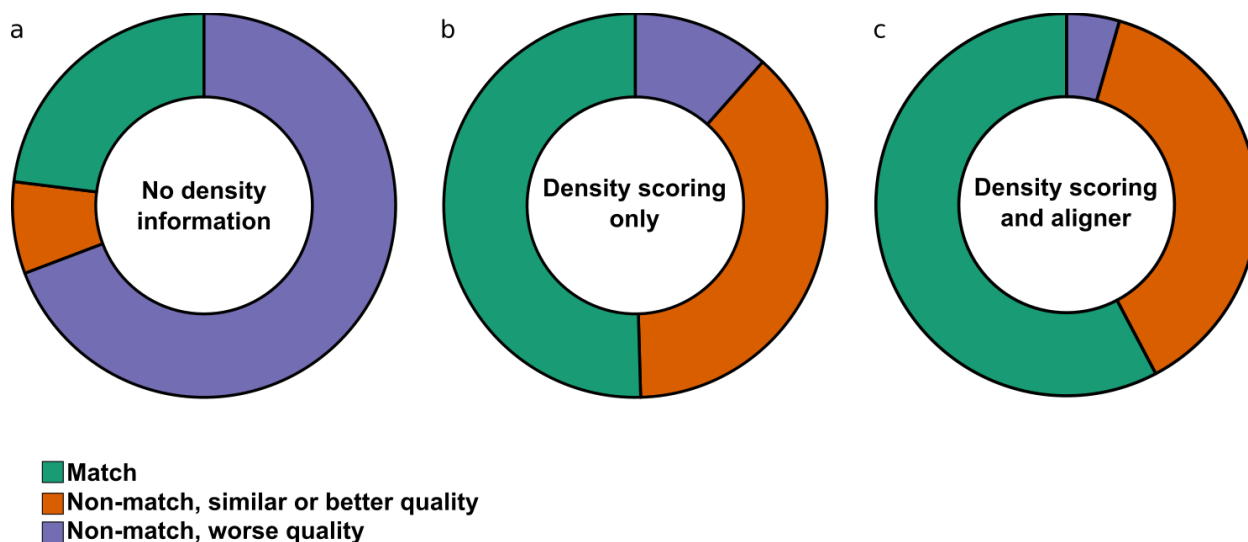 a
b
c
No density
information
Density scoring
only
Density scoring
and aligner
Match
Non-match, similar or better quality
Non-match, worse quality